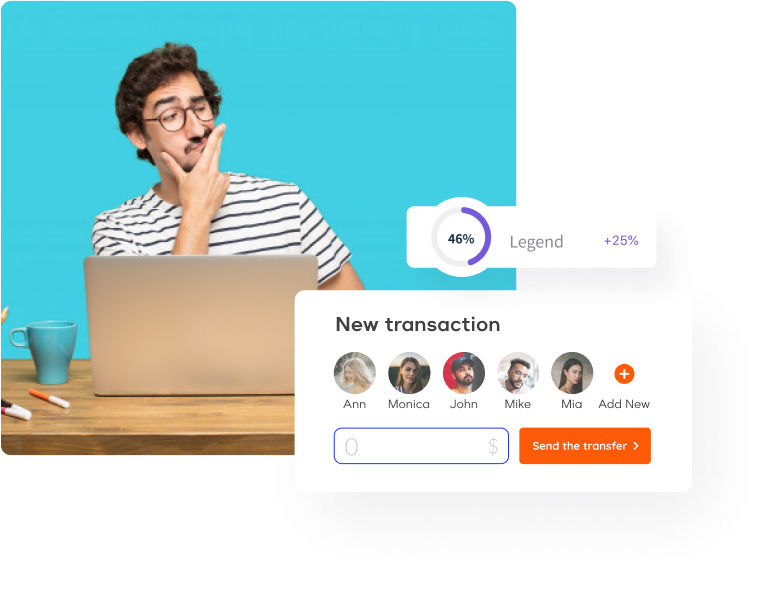 46%
Legend
+25%
New transaction
Ann
Monica
John
Mike
Mia
Add New
0
$
Send the transfer